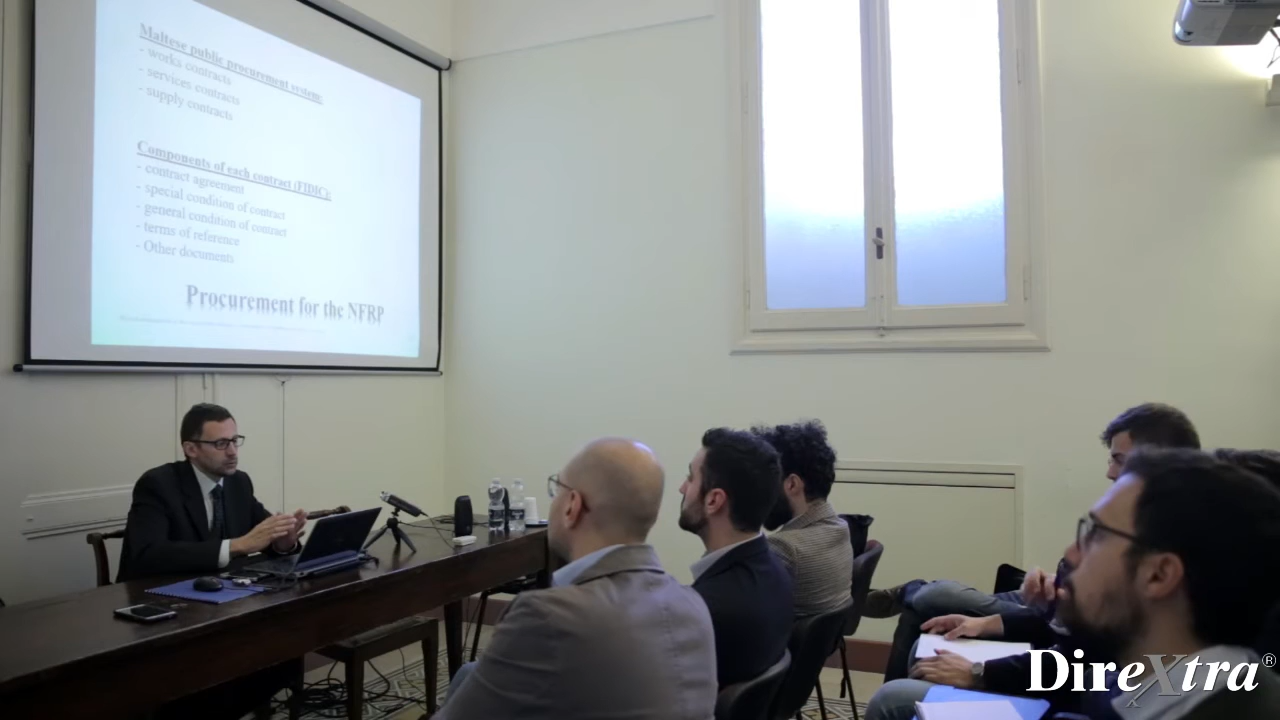 Maltese public procurement system:
- works contracts
- services contracts
- supply contracts
Components of each contract (FIDIC):
- contract agreement
- special condition of contract
- general condition of contract
- terms of reference
- Other documents
Procurement for the NFRP
DireXtra®